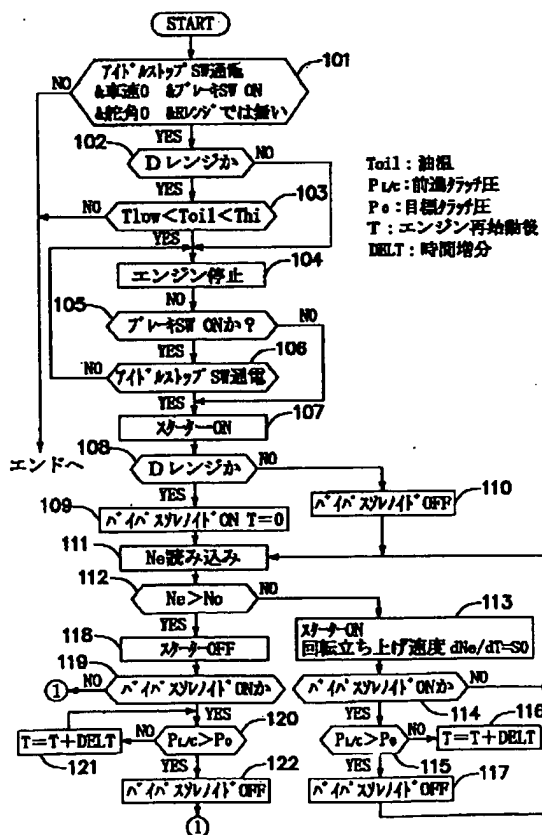 START
101
NO
ｱｲﾄﾞﾙｽﾄｯﾌﾟSW通電
&車速0 &ﾌﾞﾚｰｷSW ON
&舵角0 &Rﾚﾝｼﾞでは無い
YES
102
Dレンジか
NO
YES
103
NO
Tlow<Toil<Thi
YES
Toil：油温
PL/C：前進ｸﾗｯﾁ圧
P0：目標ｸﾗｯﾁ圧
T：エンジン再始動後
DELT：時間増分
エンジン停止
104
NO
105
ブレーキSW ONか？
NO
YES
106
NO
ｱｲﾄﾞﾙｽﾄｯﾌﾟSW通電
YES
107
ｽﾀｰﾀｰON
エンドへ
108
Dレンジか
NO
YES
109
ﾊﾞｲﾊﾟｽｿﾚﾉｲﾄﾞON T=0
ﾊﾞｲﾊﾟｽｿﾚﾉｲﾄﾞOFF
110
111
Ne読み込み
112
Ne>No
NO
YES
113
118
ｽﾀｰﾀｰOFF
ｽﾀｰﾀｰON
回転立ち上げ速度 dNe/dT=S0
119
NO
①
ﾊﾞｲﾊﾟｽｿﾚﾉｲﾄﾞONか
YES
ﾊﾞｲﾊﾟｽｿﾚﾉｲﾄﾞONか
NO
114
YES
116
T=T+DELT
121
NO
PL/C>P0
120
YES
PL/C>P0
115
NO
T=T+DELT
YES
122
ﾊﾞｲﾊﾟｽｿﾚﾉｲﾄﾞOFF
ﾊﾞｲﾊﾟｽｿﾚﾉｲﾄﾞOFF
117
①